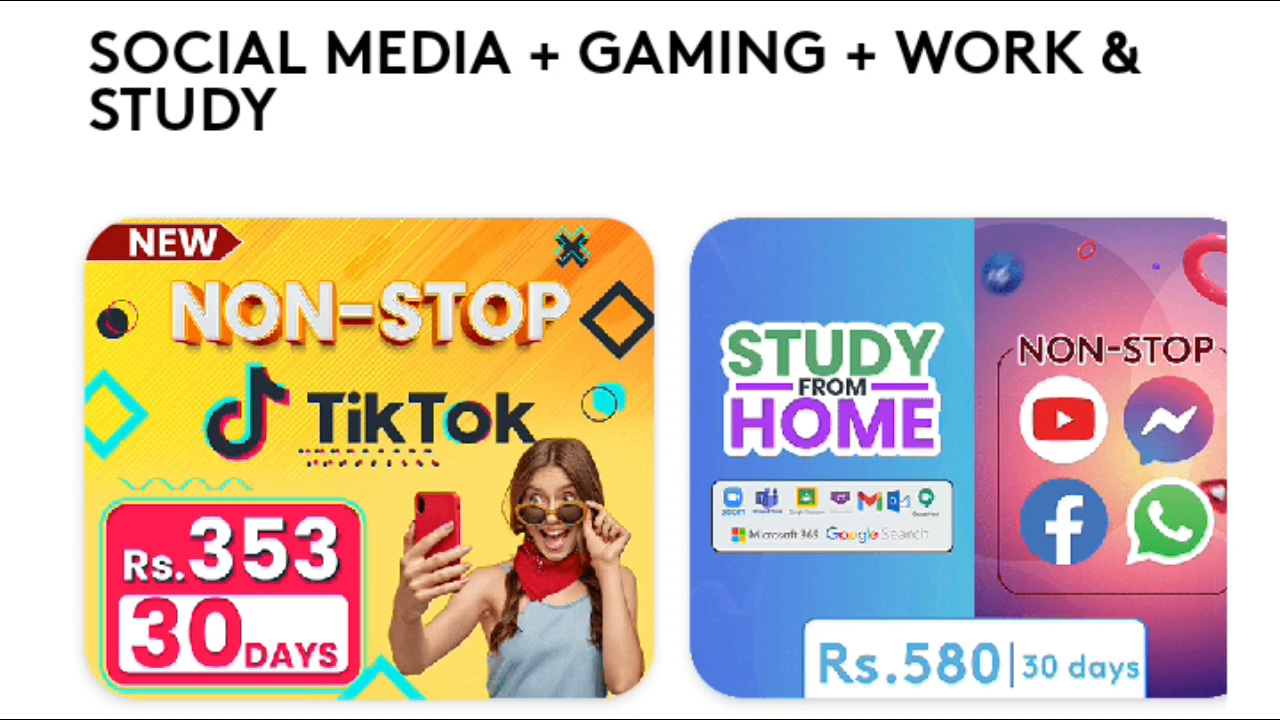 SOCIAL MEDIA + GAMING + WORK &
STUDY
NEW
NON-STOP
TikTok
Rs.353
30DAYS
STUDY
FROM
HOME
zoom
Microsoft 365 Google Search
NON-STOP
Rs.580 | 30 days